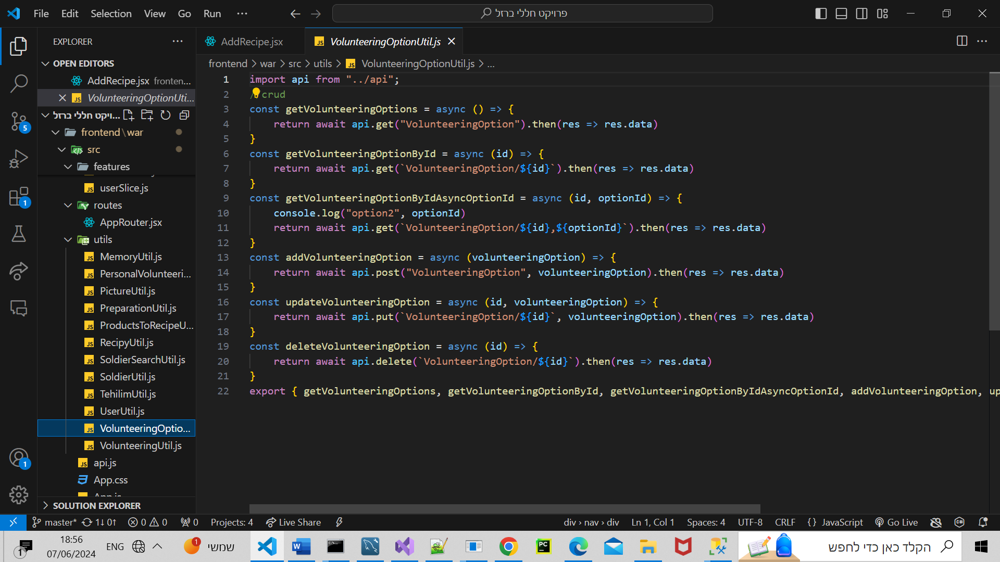 File Edit Selection View Go Run ...
פרויקט חללי ברזל
EXPLORER
OPEN EDITORS
AddRecipe.jsx fronten...
VolunteeringOptionUti...
ויקט חללי ברזל...
frontend\war
src
features
userSlice.js
routes
AppRouter.jsx
utils
MemoryUtil.js
PersonalVolunteeri...
PictureUtil.js
PreparationUtil.js
ProductsToRecipeU...
RecipyUtil.js
SoldierSearchUtil.js
SoldierUtil.js
TehilimUtil.js
UserUtil.js
VolunteeringOptio...
VolunteeringUtil.js
api.js
App.css
SOLUTION EXPLORER
5
1
1
AddRecipe.jsx
VolunteeringOptionUtil.js
frontend > war > src > utils > JS VolunteeringOptionUtil.js > ...
1 import api from "../api";
2 crud
3 const getVolunteeringOptions = async () => {
4 return await api.get("VolunteeringOption").then(res => res.data)
5 }
6 const getVolunteeringOptionById = async (id) => {
7 return await api.get(`VolunteeringOption/${id}`).then(res => res.data)
8 }
9 const getVolunteeringOptionByIdAsyncOptionId = async (id, optionId) => {
10 console.log("option2", optionId)
11 return await api.get(`VolunteeringOption/${id},${optionId}`).then(res => res.data)
12 }
13 const addVolunteeringOption = async (volunteeringOption) => {
14 return await api.post("VolunteeringOption", volunteeringOption).then(res => res.data)
15 }
16 const updateVolunteeringOption = async (id, volunteeringOption) => {
17 return await api.put(`VolunteeringOption/${id}`, volunteeringOption).then(res => res.data)
18 }
19 const deleteVolunteeringOption = async (id) => {
20 return await api.delete(`VolunteeringOption/${id}`).then(res => res.data)
21 }
22 export { getVolunteeringOptions, getVolunteeringOptionById, getVolunteeringOptionByIdAsyncOptionId, addVolunteeringOption, up
master* 1↓ 0↑ 0 0 0 Projects: 4 Live Share div › nav › div Ln 1, Col 1 Spaces: 4 UTF-8 CRLF {} JavaScript Go Live
1
18:56
07/06/2024
ENG
1
שמשי
W
PC
הקלד כאן כדי לחפש